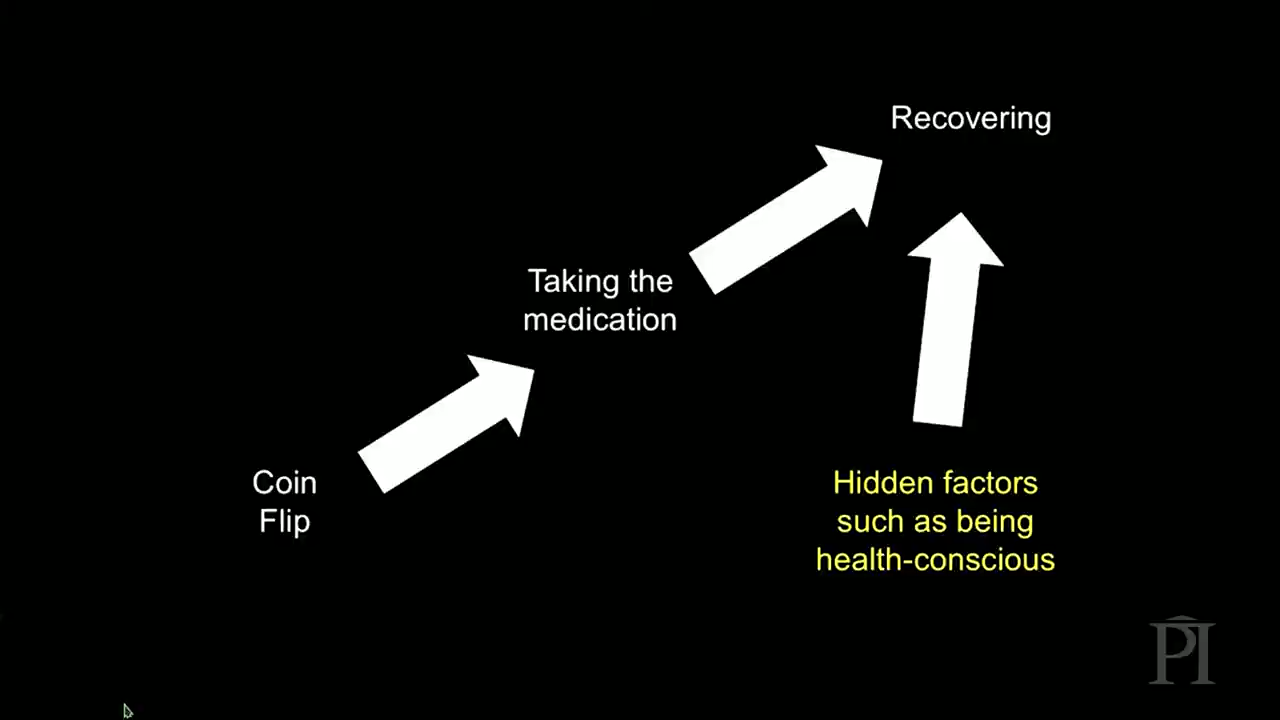 Recovering
Taking the
medication
Coin
Flip
Hidden factors
such as being
health-conscious
PI